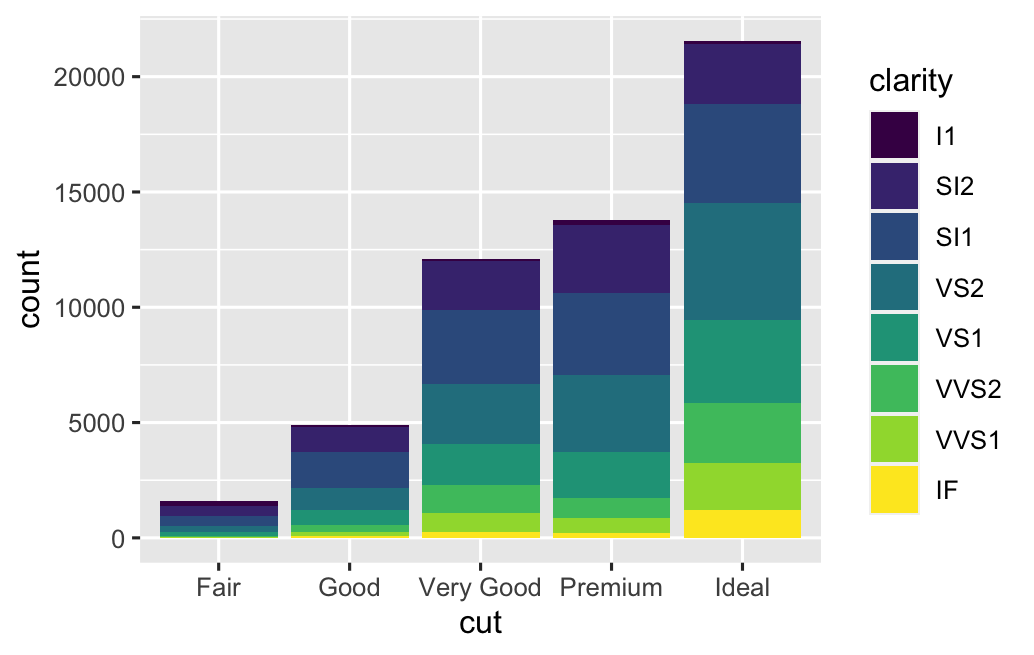 20000
15000
10000
5000
0
count
Fair Good Very Good Premium Ideal
cut
clarity
I1
SI2
SI1
VS2
VS1
VVS2
VVS1
IF